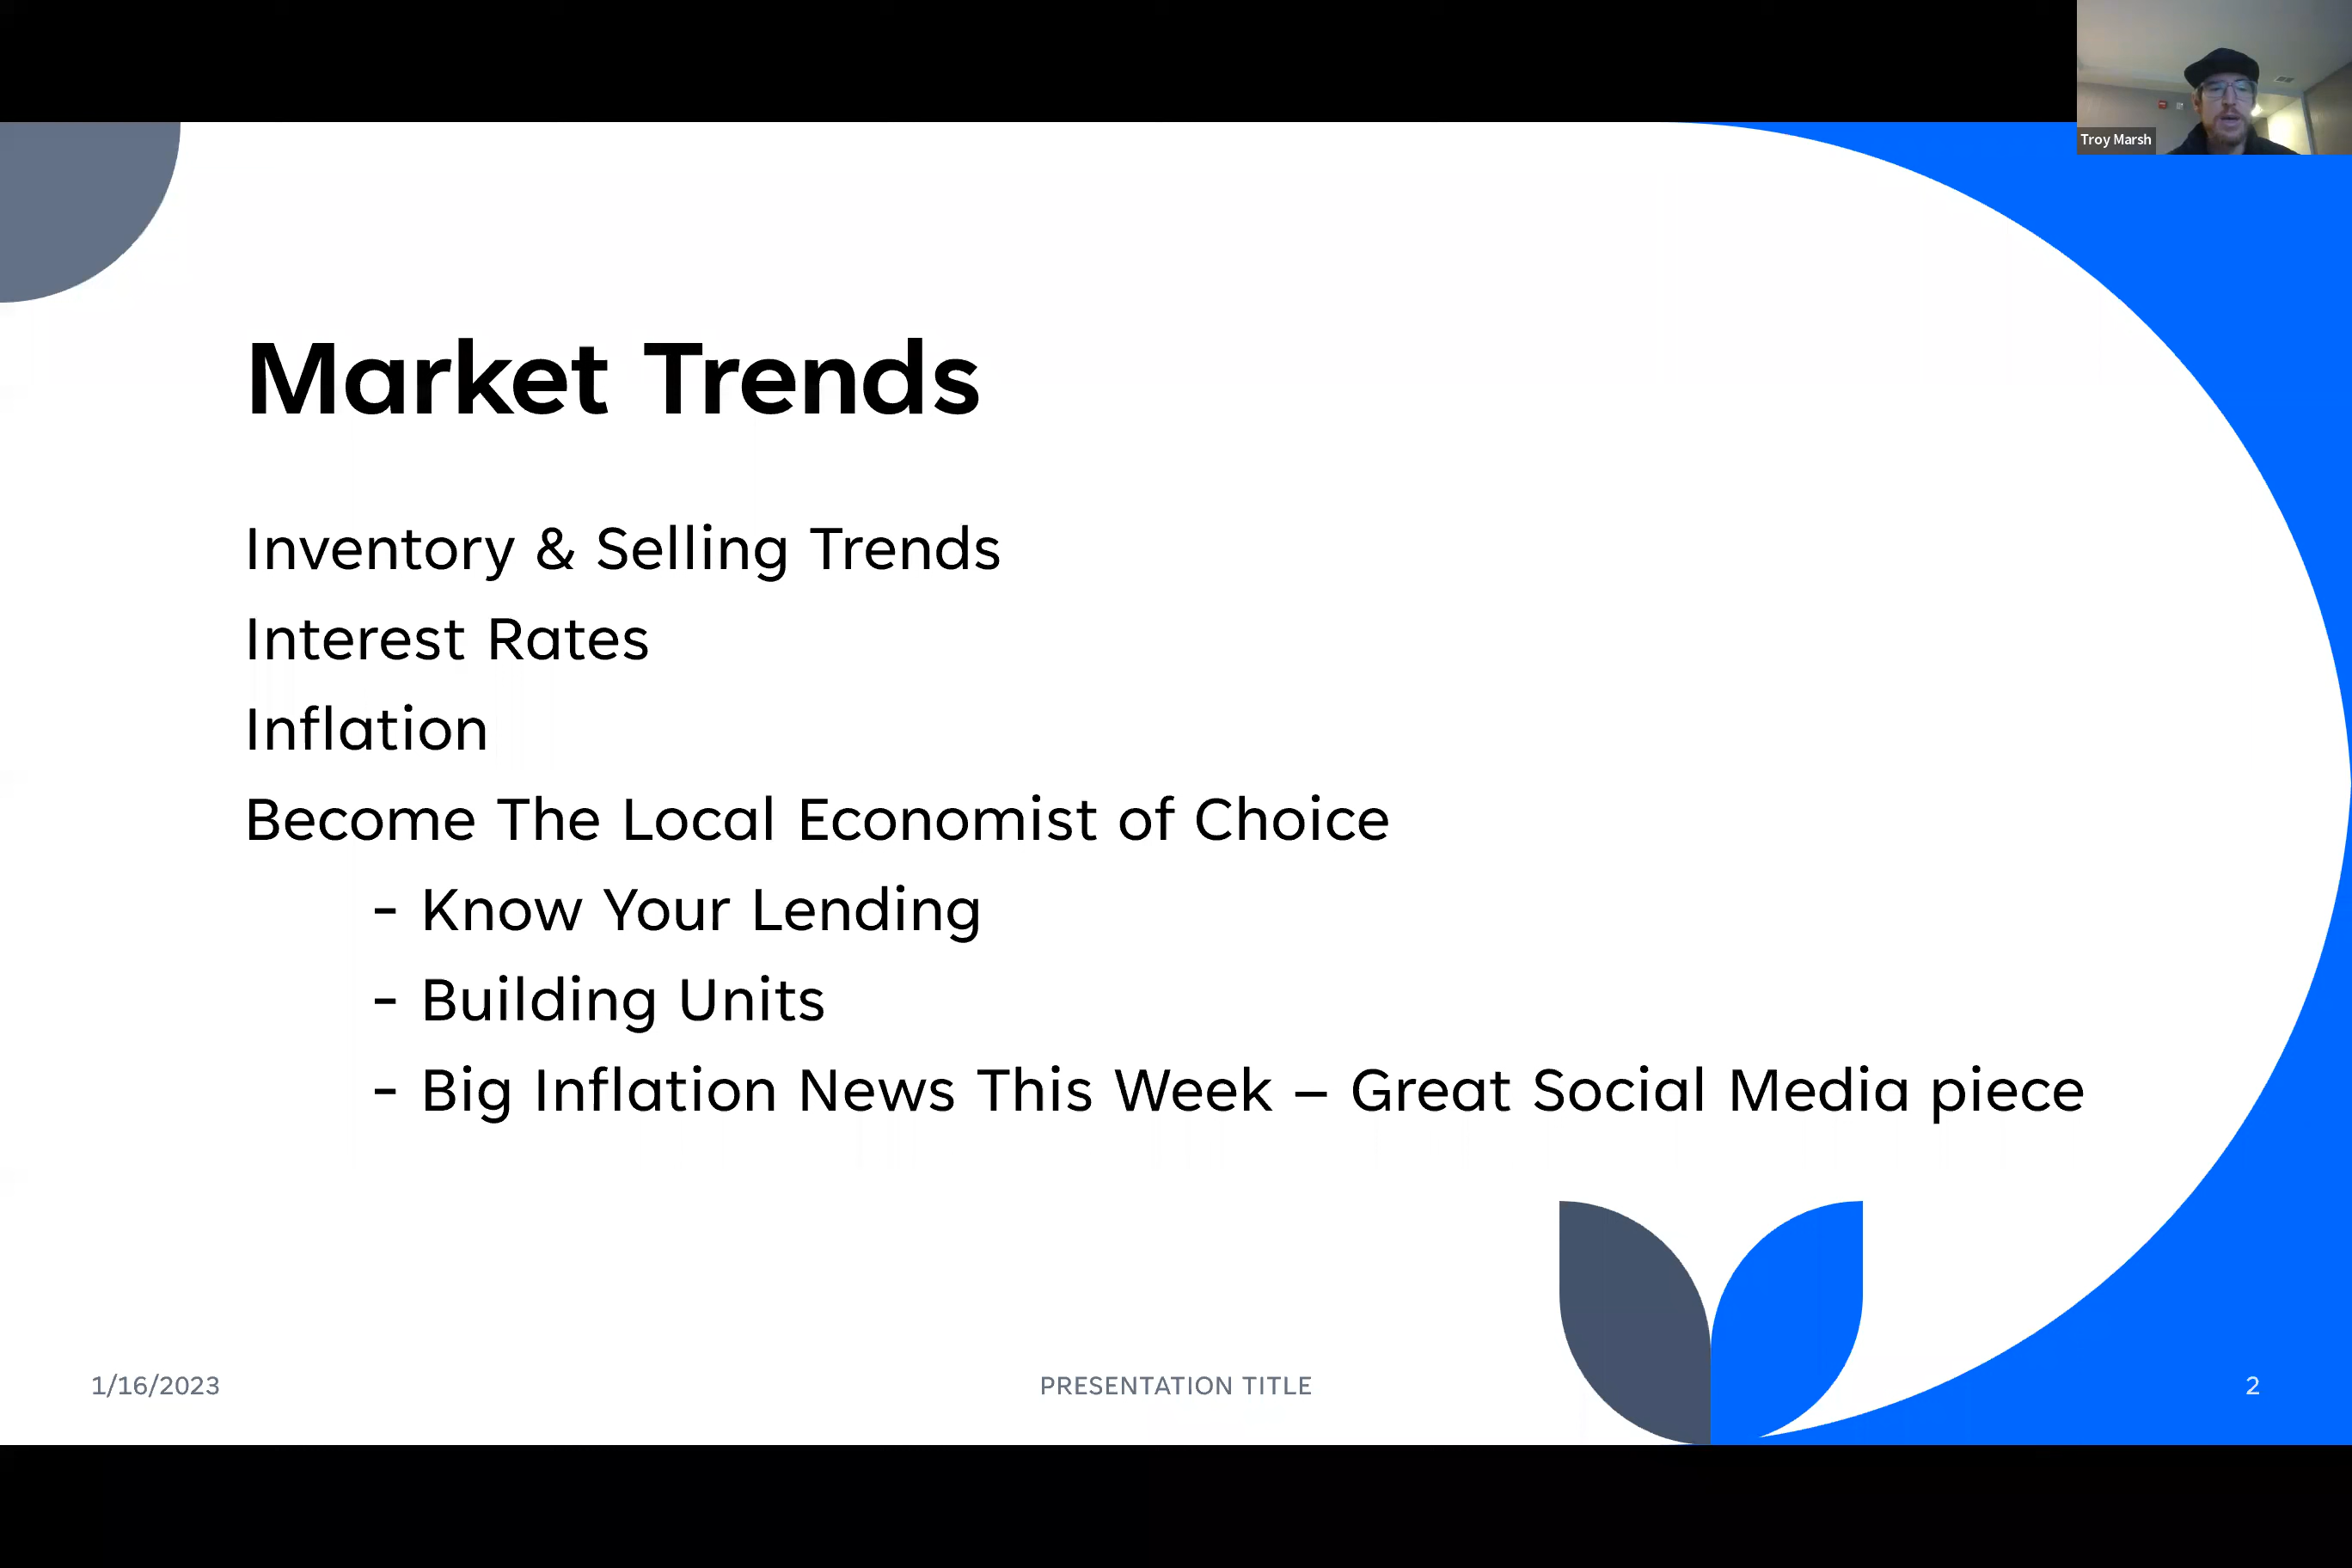 Troy Marsh
Market Trends
Inventory & Selling Trends
Interest Rates
Inflation
Become The Local Economist of Choice
- Know Your Lending
- Building Units
- Big Inflation News This Week – Great Social Media piece
1/16/2023
PRESENTATION TITLE
2